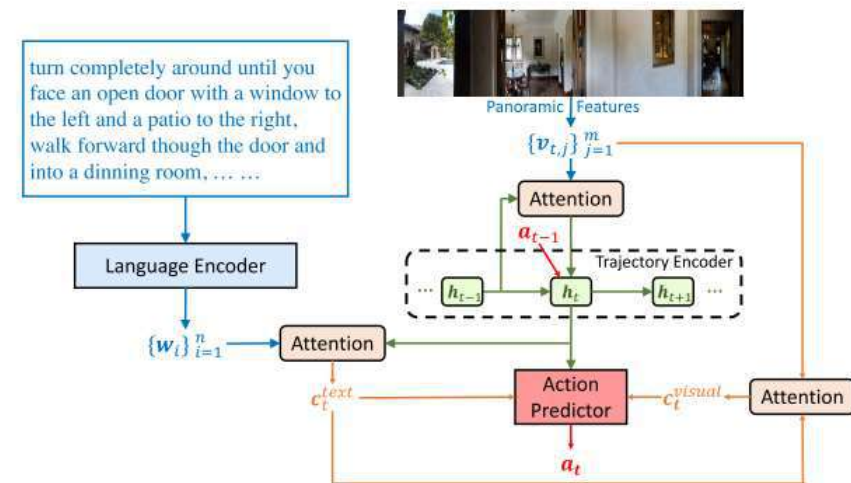 turn completely around until you
face an open door with a window to
the left and a patio to the right,
walk forward though the door and
into a dinning room, ... ...
Panoramic Features
{v_{t,j}}_{j=1}^{m}
Attention
a_{t-1}
Trajectory Encoder
Language Encoder
... h_{t-1} h_t h_{t+1} ...
{w_i}_{i=1}^{n}
Attention
c_t^{text}
Action
Predictor
c_t^{visual}
Attention
a_t